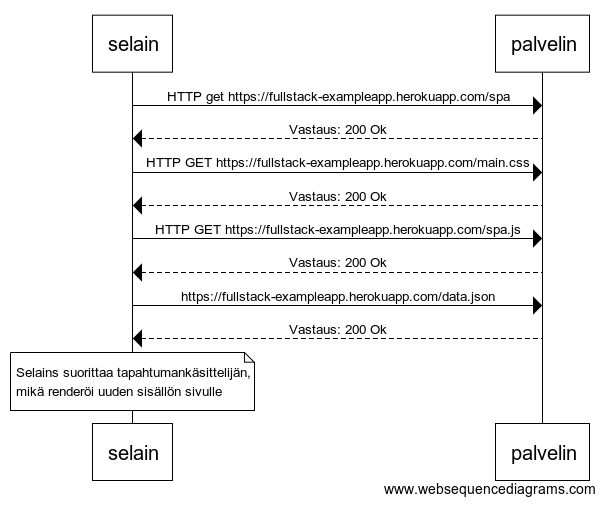 selain
palvelin
HTTP get https://fullstack-exampleapp.herokuapp.com/spa
Vastaus: 200 Ok
HTTP GET https://fullstack-exampleapp.herokuapp.com/main.css
Vastaus: 200 Ok
HTTP GET https://fullstack-exampleapp.herokuapp.com/spa.js
Vastaus: 200 Ok
https://fullstack-exampleapp.herokuapp.com/data.json
Vastaus: 200 Ok
Selains suorittaa tapahtumankäsittelijän,
mikä renderöi uuden sisällön sivulle
selain
palvelin
www.websequencediagrams.com